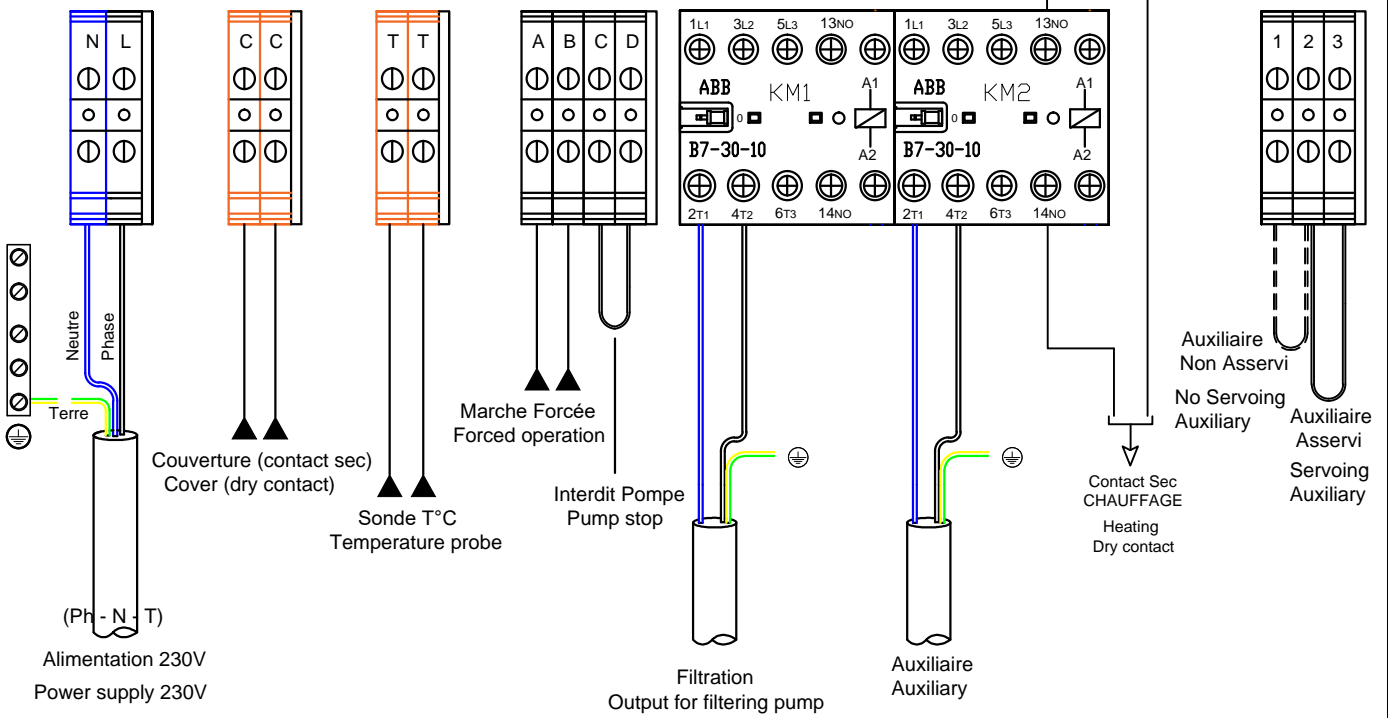 N L
C C
T T
A B C D
1L1 3L2 5L3 13NO
1L1 3L2 5L3 13NO
1 2 3
ABB KM1 A1
ABB KM2 A1
0
0
B7-30-10 A2
B7-30-10 A2
2T1 4T2 6T3 14NO
2T1 4T2 6T3 14NO
Neutre
Phase
Terre
(Ph - N - T)
Alimentation 230V
Power supply 230V
Couverture (contact sec)
Cover (dry contact)
Sonde T°C
Temperature probe
Marche Forcée
Forced operation
Interdit Pompe
Pump stop
Filtration
Output for filtering pump
Auxiliaire
Auxiliary
Contact Sec
CHAUFFAGE
Heating
Dry contact
Auxiliaire
Non Asservi
No Servoing
Auxiliary
Auxiliaire
Asservi
Servoing
Auxiliary